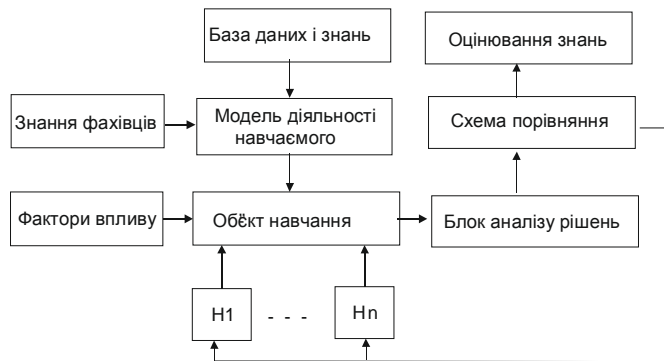 База даних і знань
Оцінювання знань
Знання фахівців
Модель діяльності
навчаємого
Схема порівняння
Фактори впливу
Обєкт навчання
Блок аналізу рішень
Н1
- - -
Нn